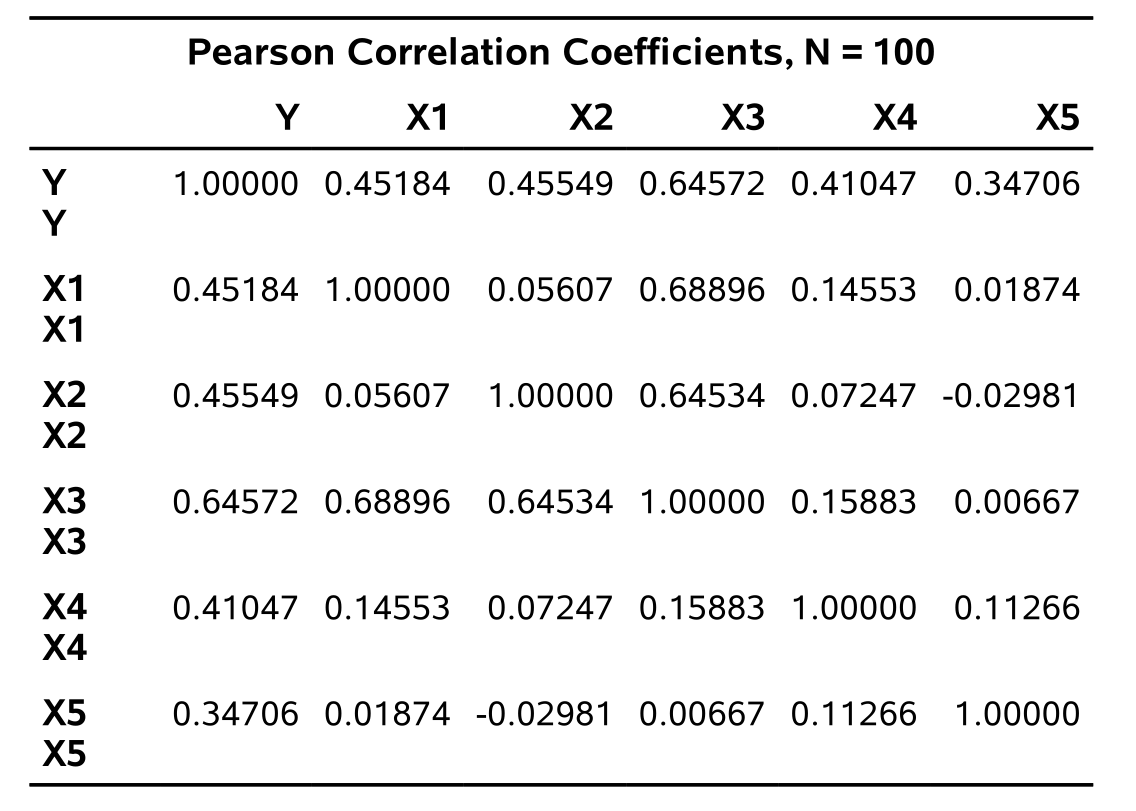 Pearson Correlation Coefficients, N = 100
Y X1 X2 X3 X4 X5
Y 1.00000 0.45184 0.45549 0.64572 0.41047 0.34706
Y
X1 0.45184 1.00000 0.05607 0.68896 0.14553 0.01874
X1
X2 0.45549 0.05607 1.00000 0.64534 0.07247 -0.02981
X2
X3 0.64572 0.68896 0.64534 1.00000 0.15883 0.00667
X3
X4 0.41047 0.14553 0.07247 0.15883 1.00000 0.11266
X4
X5 0.34706 0.01874 -0.02981 0.00667 0.11266 1.00000
X5